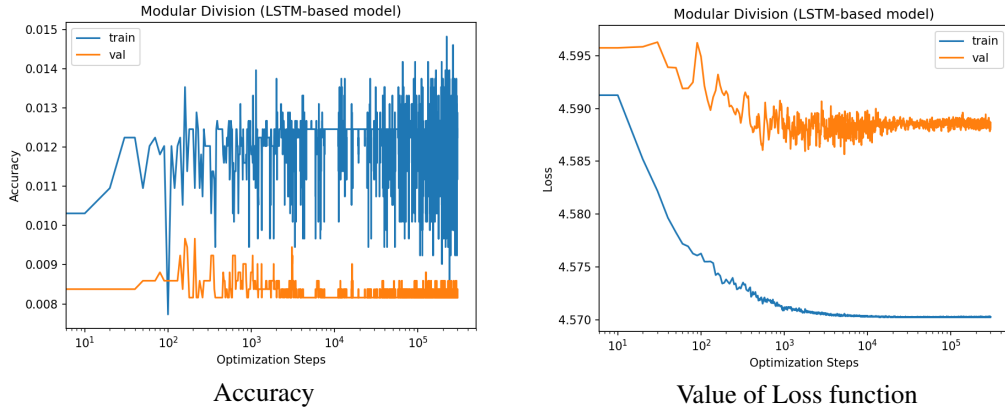 Modular Division (LSTM-based model)
0.015
0.014
0.013
0.012
0.011
0.010
0.009
0.008
Accuracy
train
val
10¹
10²
10³
10⁴
10⁵
Optimization Steps
Accuracy
Modular Division (LSTM-based model)
4.595
4.590
4.585
4.580
4.575
4.570
Loss
train
val
10¹
10²
10³
10⁴
10⁵
Optimization Steps
Value of Loss function